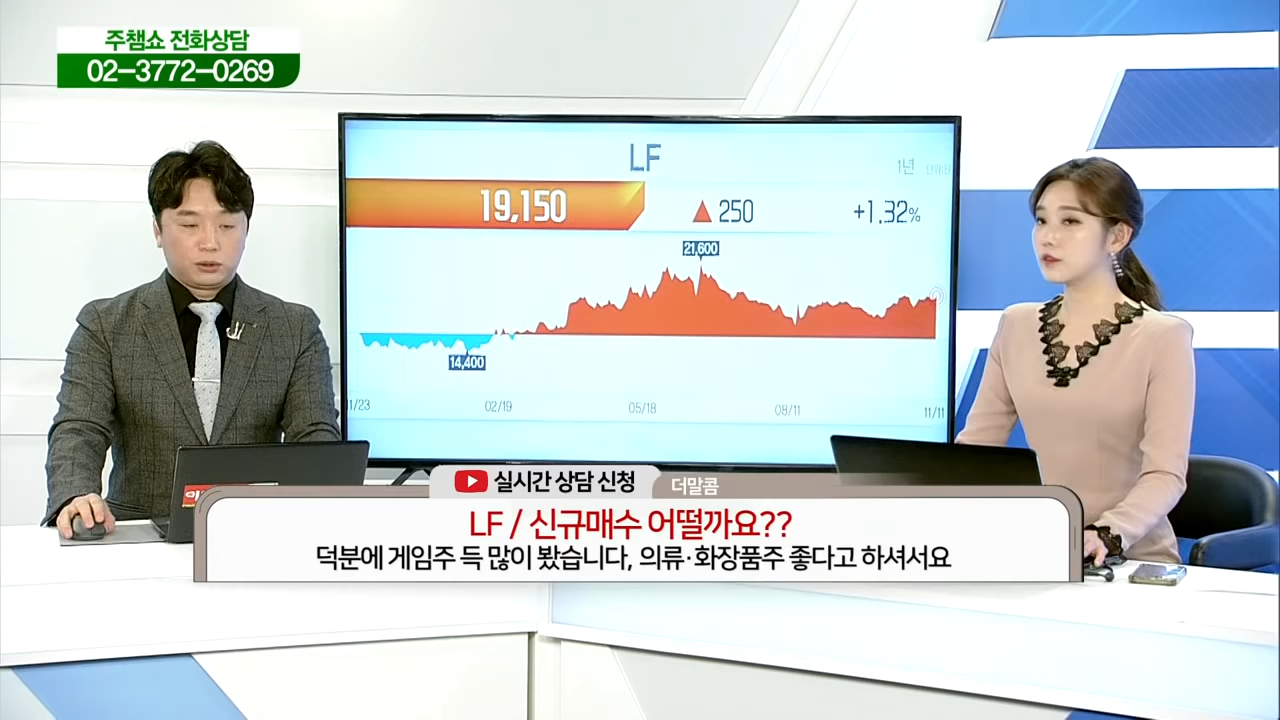 주챔쇼 전화상담
02-3772-0269
LF
1년
19,150
▲ 250
+1.32%
21,600
14,400
1/23
02/19
05/18
08/11
11/11
실시간 상담 신청
더말콤
LF / 신규매수 어떨까요??
덕분에 게임주 득 많이 봤습니다, 의류·화장품주 좋다고 하셔서요